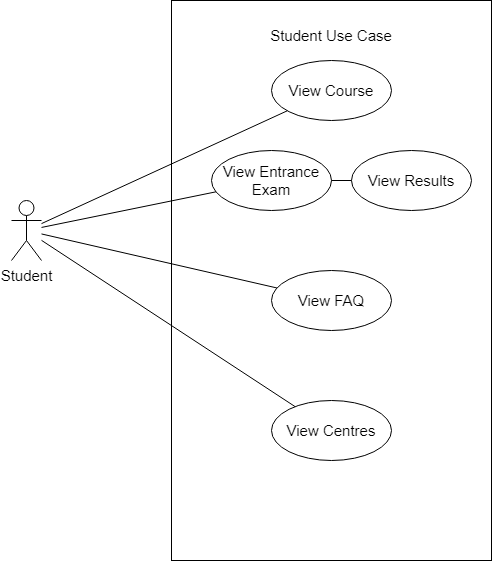 Student Use Case
View Course
View Entrance
Exam
View Results
Student
View FAQ
View Centres